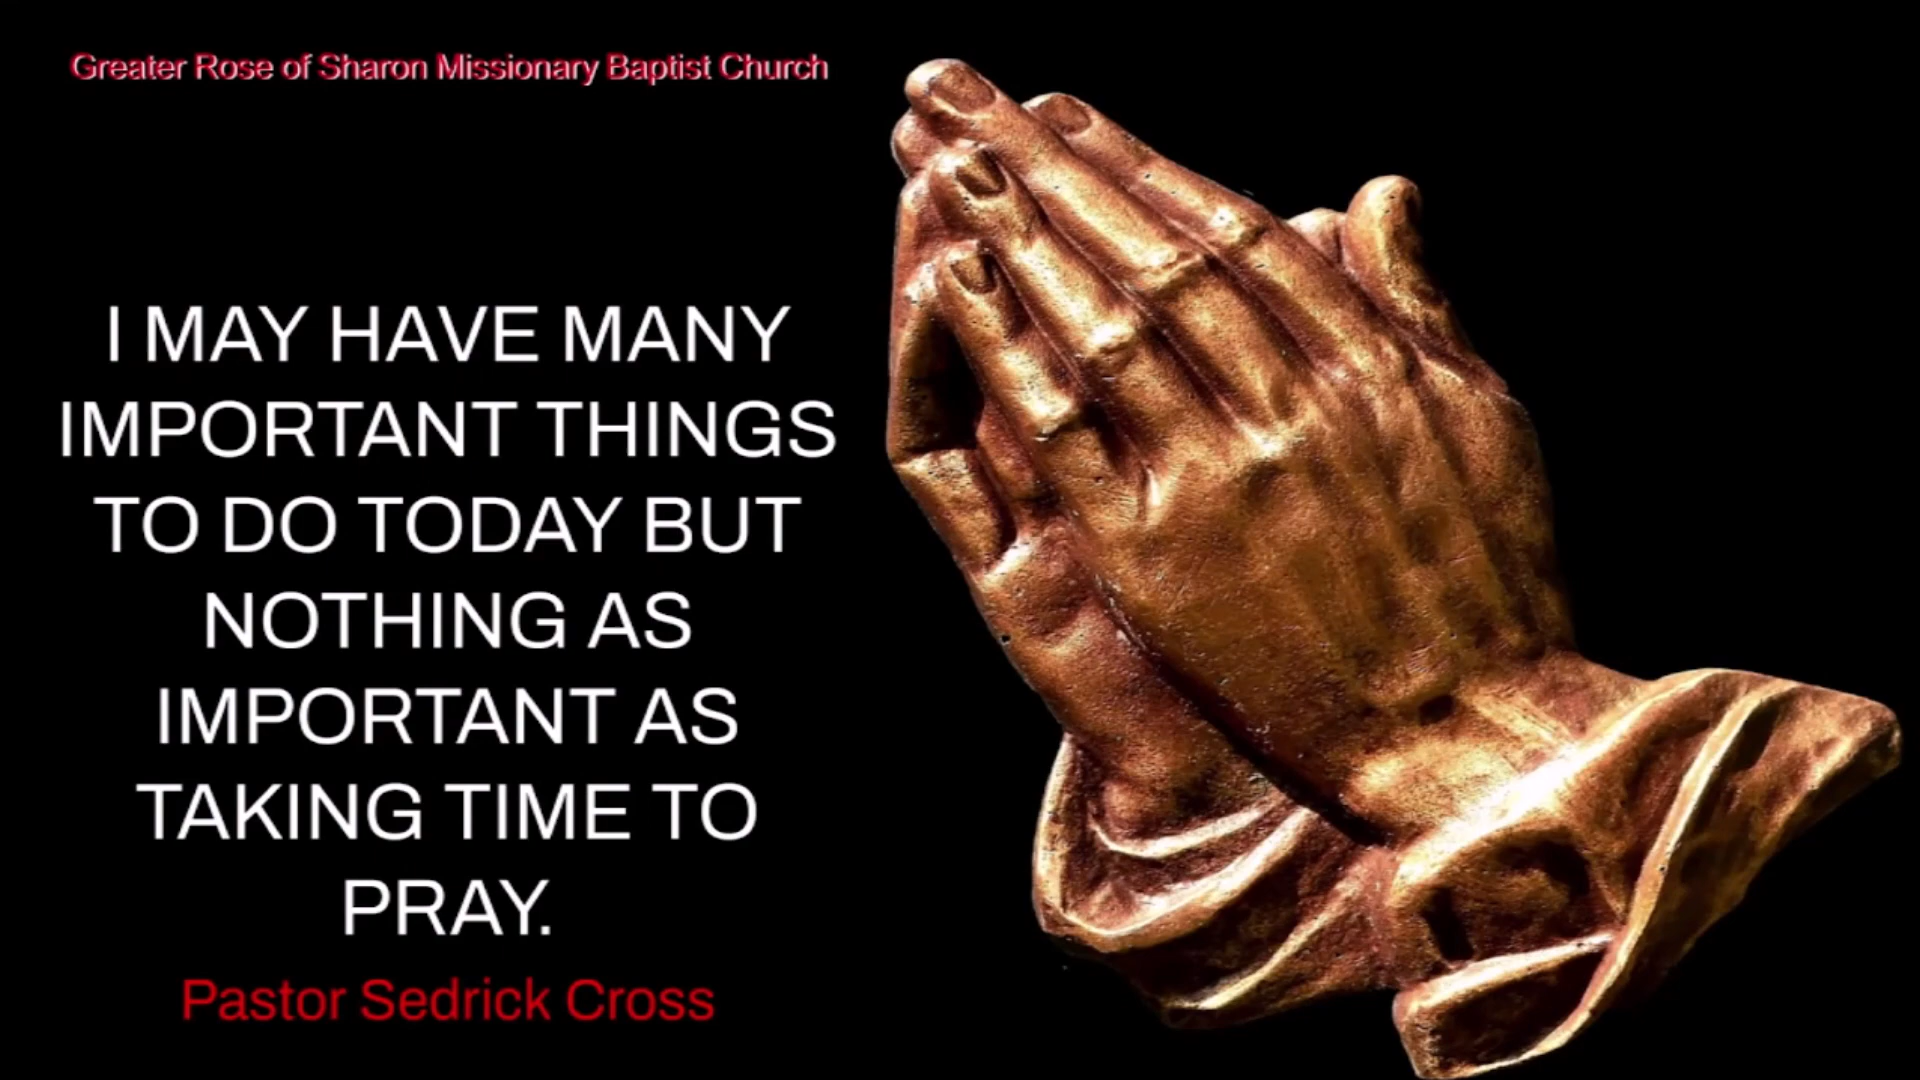 Greater Rose of Sharon Missionary Baptist Church
I MAY HAVE MANY
IMPORTANT THINGS
TO DO TODAY BUT
NOTHING AS
IMPORTANT AS
TAKING TIME TO
PRAY.
Pastor Sedrick Cross